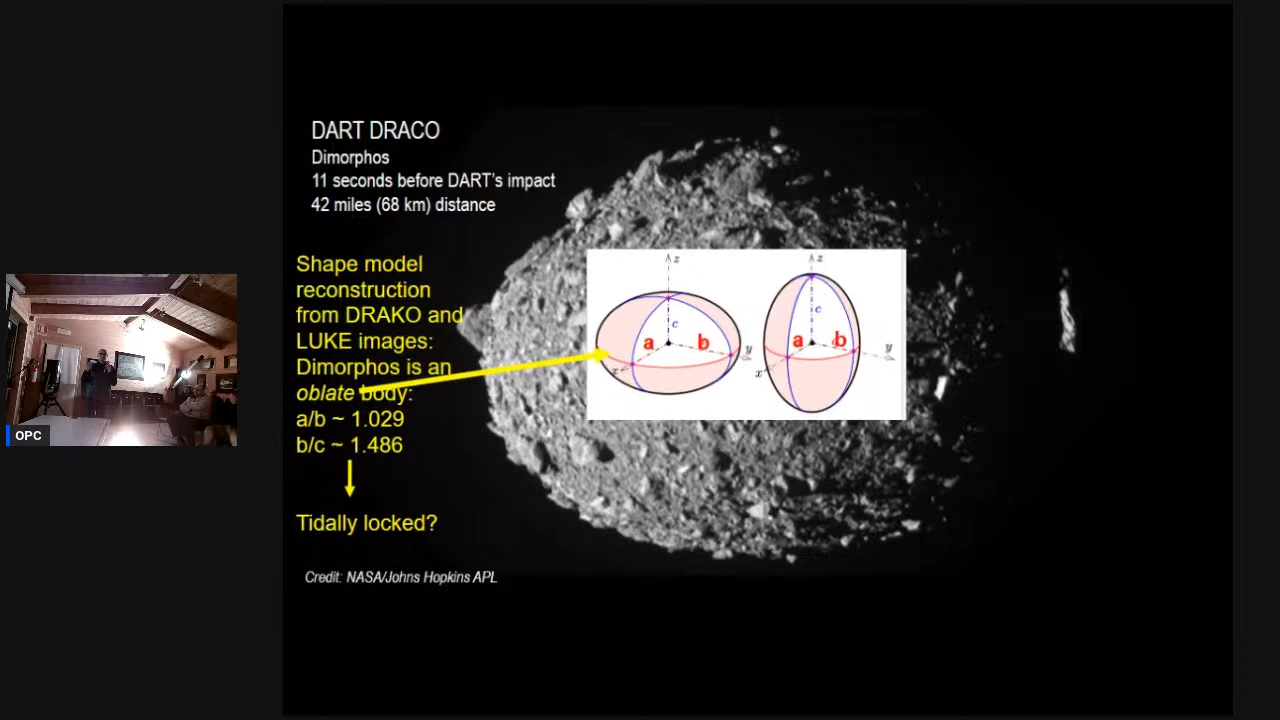 DART DRACO
Dimorphos
11 seconds before DART's impact
42 miles (68 km) distance
Shape model
reconstruction
from DRAKO and
LUKE images:
Dimorphos is an
oblate body:
a/b ~ 1.029
b/c ~ 1.486
Tidally locked?
Credit: NASA/Johns Hopkins APL
z
c
a
b
y
x
z
c
a
b
y
x
OPC